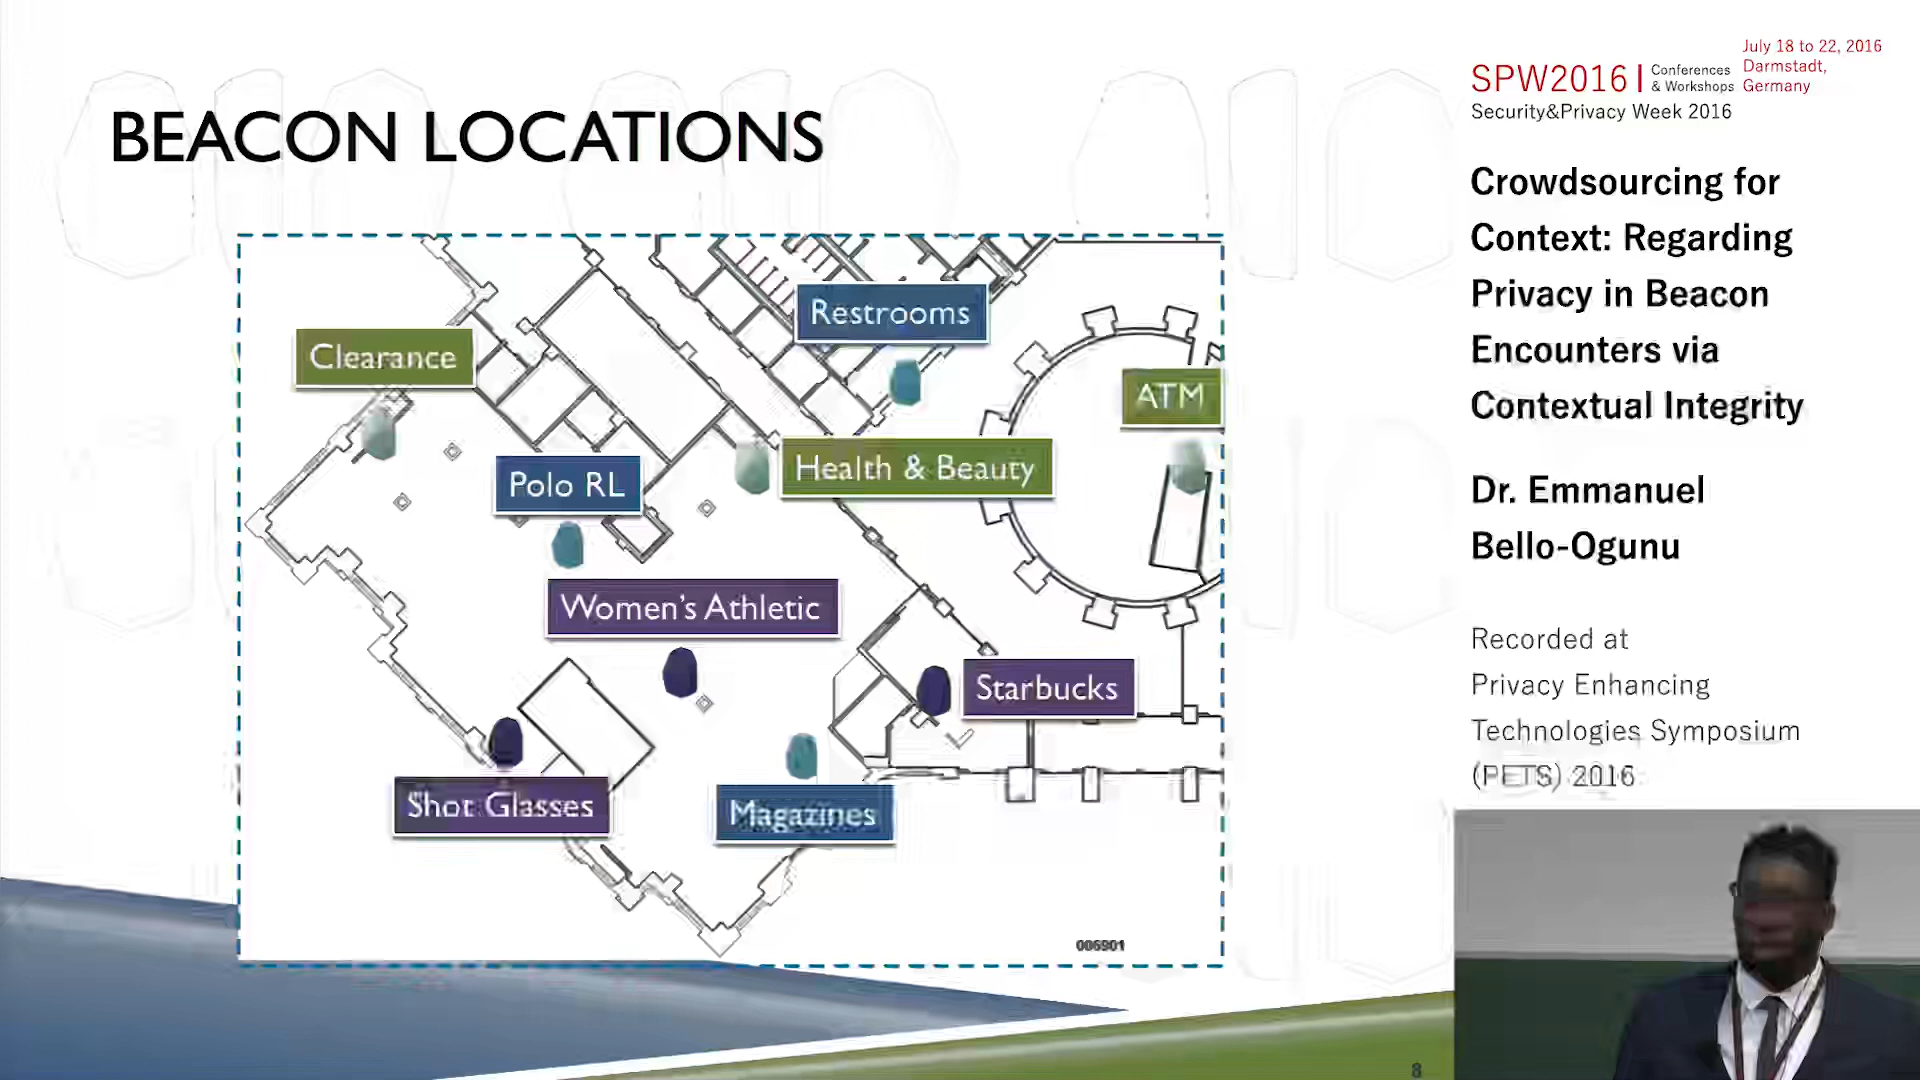 BEACON LOCATIONS
Restrooms
Clearance
ATM
Health & Beauty
Polo RL
Women's Athletic
Starbucks
Shot Glasses
Magazines
006901
8
SPW2016 | Conferences & Workshops
July 18 to 22, 2016
Darmstadt,
Germany
Security&Privacy Week 2016
Crowdsourcing for
Context: Regarding
Privacy in Beacon
Encounters via
Contextual Integrity
Dr. Emmanuel
Bello-Ogunu
Recorded at
Privacy Enhancing
Technologies Symposium
(PETS) 2016